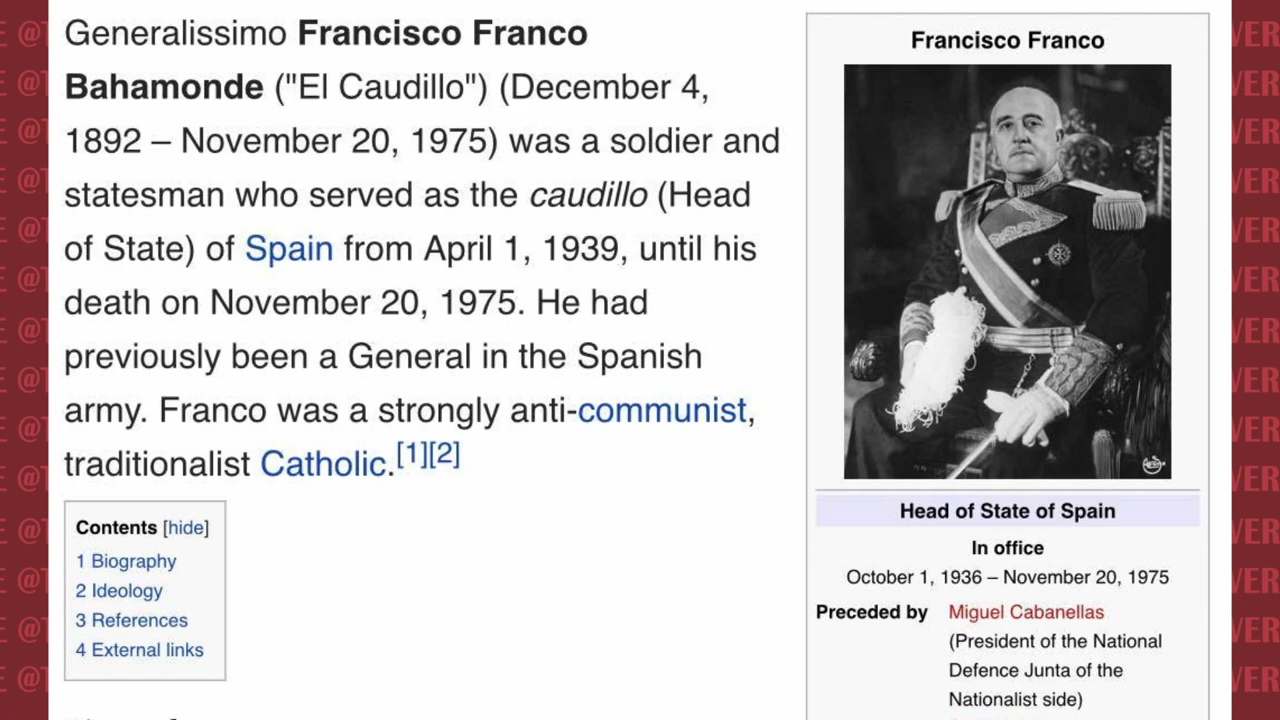 Generalissimo Francisco Franco
Bahamonde ("El Caudillo") (December 4,
1892 – November 20, 1975) was a soldier and
statesman who served as the caudillo (Head
of State) of Spain from April 1, 1939, until his
death on November 20, 1975. He had
previously been a General in the Spanish
army. Franco was a strongly anti-communist,
traditionalist Catholic.[1][2]
Contents [hide]
1 Biography
2 Ideology
3 References
4 External links
Francisco Franco
Head of State of Spain
In office
October 1, 1936 – November 20, 1975
Preceded by Miguel Cabanellas
(President of the National
Defence Junta of the
Nationalist side)